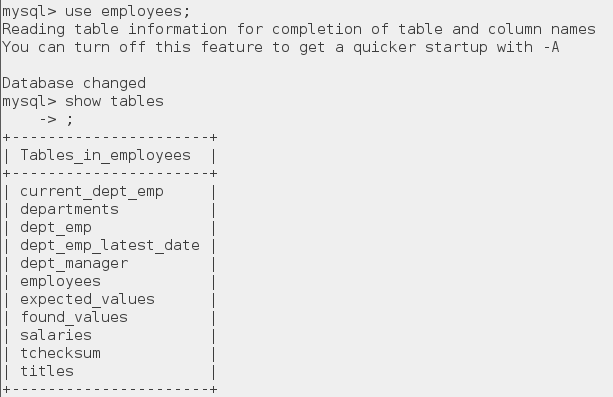 mysql> use employees;
Reading table information for completion of table and column names
You can turn off this feature to get a quicker startup with -A

Database changed
mysql> show tables
    -> ;
+----------------------+
| Tables_in_employees  |
+----------------------+
| current_dept_emp     |
| departments          |
| dept_emp             |
| dept_emp_latest_date |
| dept_manager         |
| employees            |
| expected_values      |
| found_values         |
| salaries             |
| tchecksum            |
| titles               |
+----------------------+